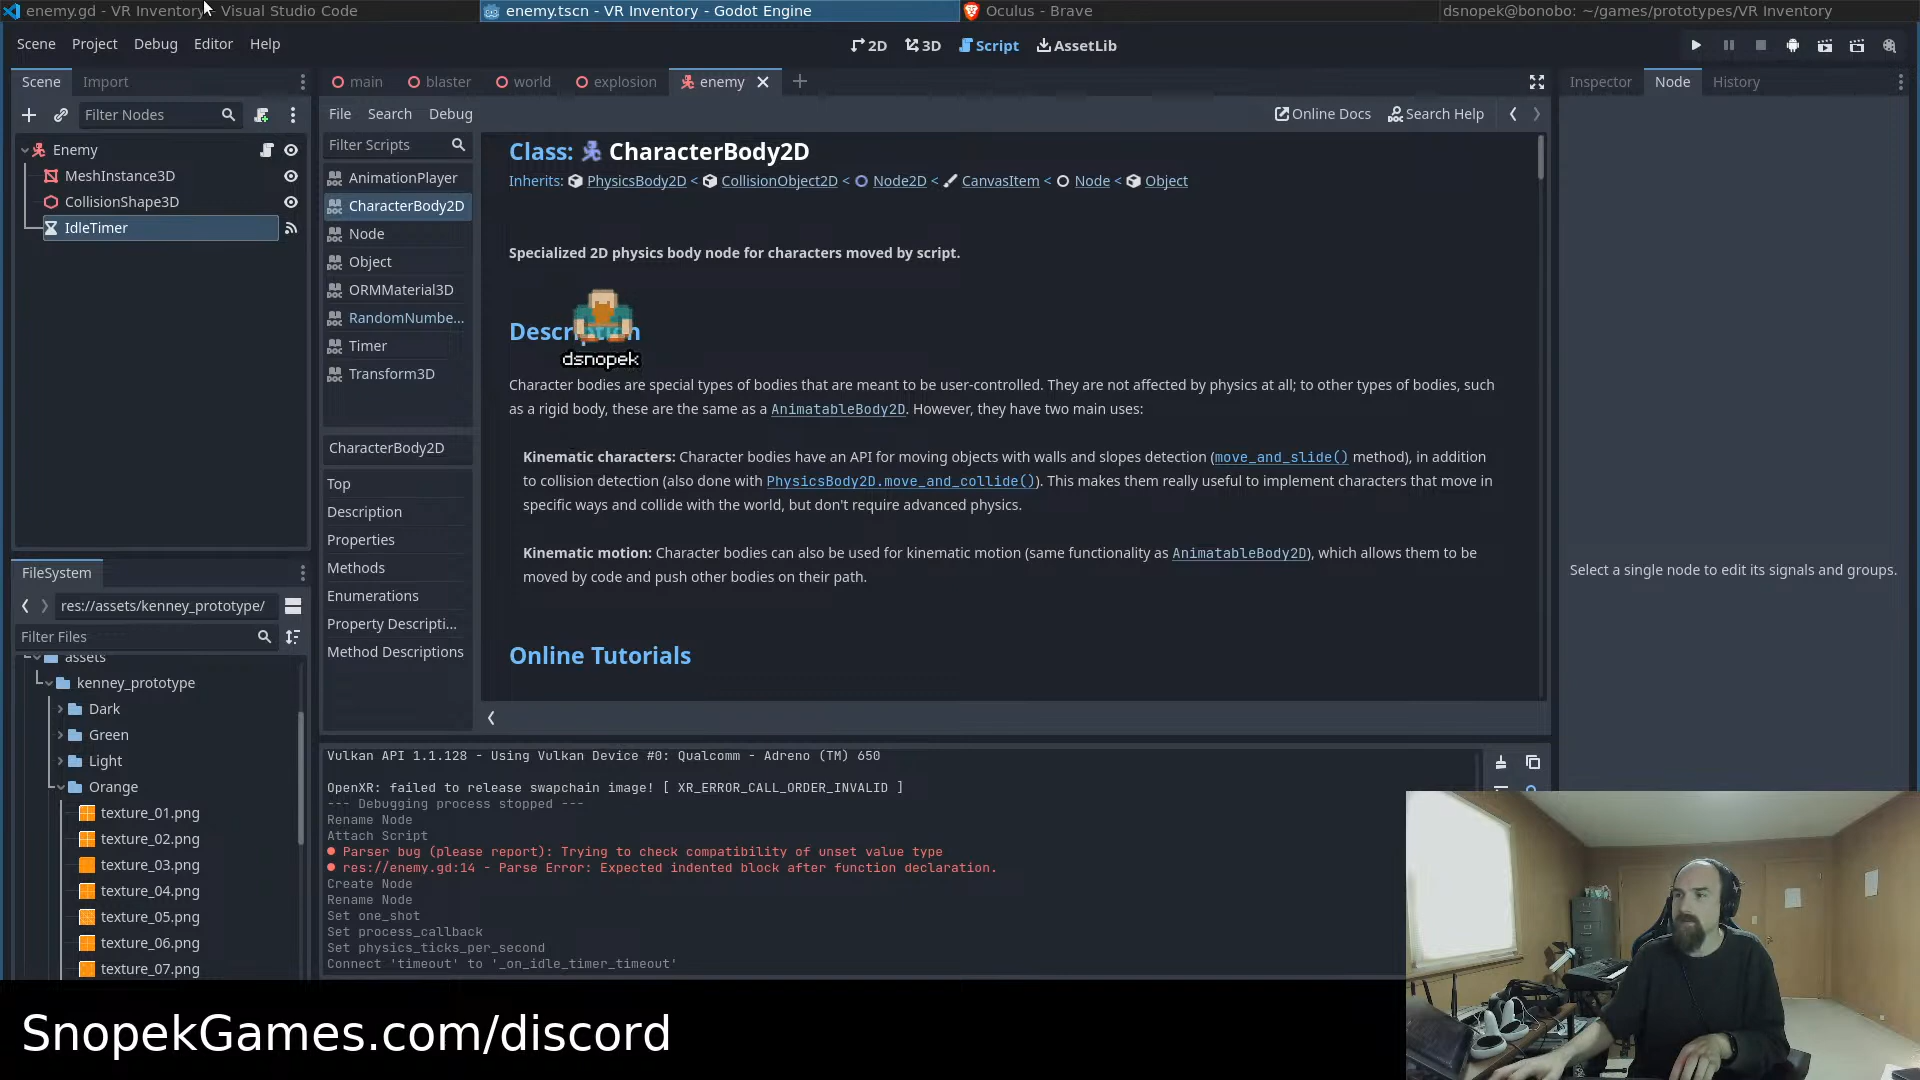 enemy.gd - VR Inventory - Visual Studio Code
enemy.tscn - VR Inventory - Godot Engine
Oculus - Brave
dsnopek@bonobo: ~/games/prototypes/VR Inventory
Scene Project Debug Editor Help
2D 3D Script AssetLib
Scene Import
main blaster world explosion enemy
Inspector Node History
Filter Nodes
File Search Debug
Online Docs Search Help
Enemy
MeshInstance3D
CollisionShape3D
IdleTimer
Filter Scripts
AnimationPlayer
CharacterBody2D
Node
Object
ORMMaterial3D
RandomNumbe...
Timer
Transform3D
CharacterBody2D
Top
Description
Properties
Methods
Enumerations
Property Descripti...
Method Descriptions
Class: CharacterBody2D
Inherits: PhysicsBody2D < CollisionObject2D < Node2D < CanvasItem < Node < Object
Specialized 2D physics body node for characters moved by script.
Description
dsnopek
Character bodies are special types of bodies that are meant to be user-controlled. They are not affected by physics at all; to other types of bodies, such
as a rigid body, these are the same as a AnimatableBody2D. However, they have two main uses:
Kinematic characters: Character bodies have an API for moving objects with walls and slopes detection (move_and_slide() method), in addition
to collision detection (also done with PhysicsBody2D.move_and_collide()). This makes them really useful to implement characters that move in
specific ways and collide with the world, but don't require advanced physics.
Kinematic motion: Character bodies can also be used for kinematic motion (same functionality as AnimatableBody2D), which allows them to be
moved by code and push other bodies on their path.
Online Tutorials
Select a single node to edit its signals and groups.
FileSystem
res://assets/kenney_prototype/
Filter Files
assets
kenney_prototype
Dark
Green
Light
Orange
texture_01.png
texture_02.png
texture_03.png
texture_04.png
texture_05.png
texture_06.png
texture_07.png
Vulkan API 1.1.128 - Using Vulkan Device #0: Qualcomm - Adreno (TM) 650
OpenXR: failed to release swapchain image! [ XR_ERROR_CALL_ORDER_INVALID ]
--- Debugging process stopped ---
Rename Node
Attach Script
Parser bug (please report): Trying to check compatibility of unset value type
res://enemy.gd:14 - Parse Error: Expected indented block after function declaration.
Create Node
Rename Node
Set one_shot
Set process_callback
Set physics_ticks_per_second
Connect 'timeout' to '_on_idle_timer_timeout'
SnopekGames.com/discord